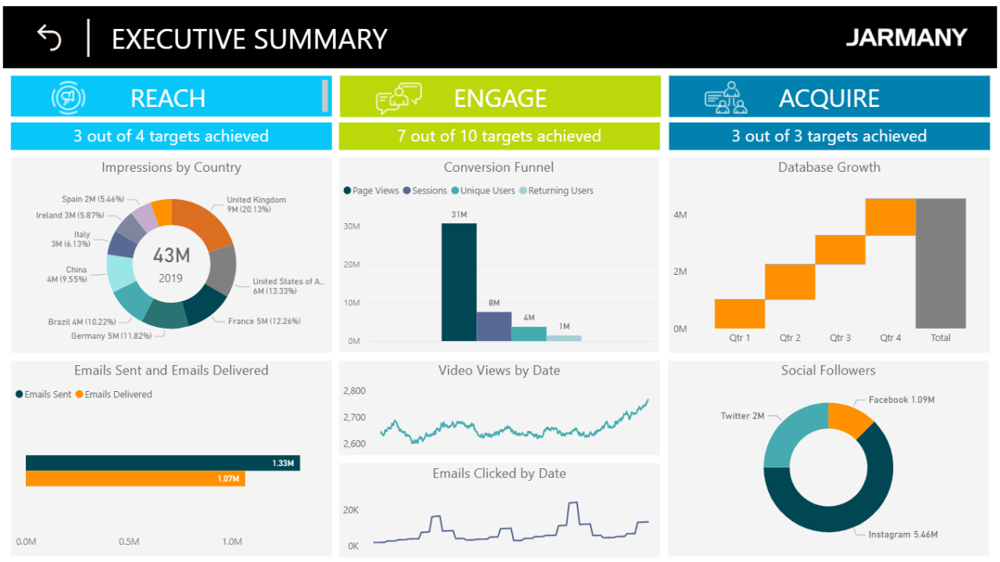 EXECUTIVE SUMMARY
JARMANY
REACH
3 out of 4 targets achieved
ENGAGE
7 out of 10 targets achieved
ACQUIRE
3 out of 3 targets achieved
Impressions by Country
Spain 2M (5.46%)
Ireland 3M (5.87%)
Italy
3M (6.13%)
China
4M (9.55%)
Brazil 4M (10.22%)
Germany 5M (11.82%)
United Kingdom
9M (20.13%)
United States of A...
6M (13.33%)
France 5M (12.26%)
43M
2019
Conversion Funnel
Page Views Sessions Unique Users Returning Users
30M
20M
10M
0M
31M
8M
4M
1M
Database Growth
4M
2M
0M
Qtr 1 Qtr 2 Qtr 3 Qtr 4 Total
Emails Sent and Emails Delivered
Emails Sent Emails Delivered
1.33M
1.07M
0.0M 0.5M 1.0M
Video Views by Date
2,800
2,700
2,600
Emails Clicked by Date
20K
0K
Social Followers
Twitter 2M
Facebook 1.09M
Instagram 5.46M